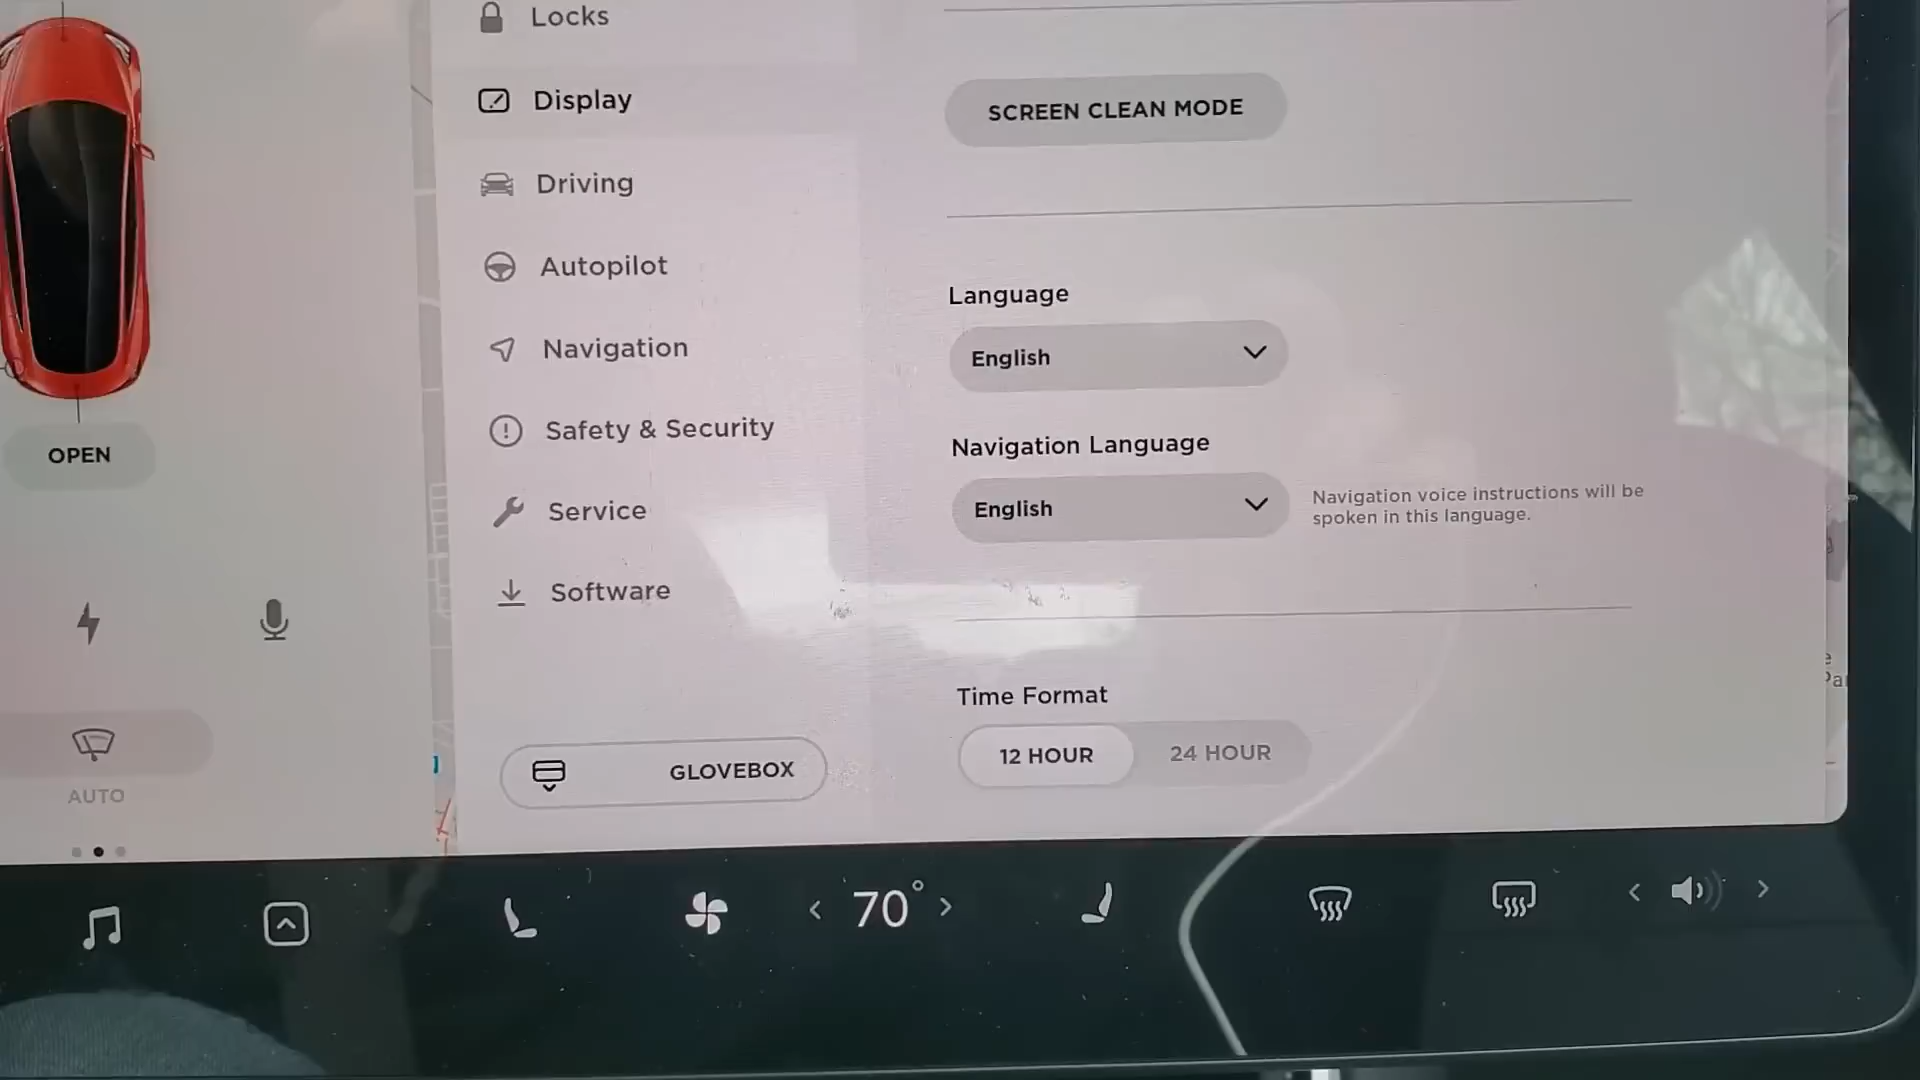 Locks
Display
Driving
Autopilot
Navigation
Safety & Security
Service
Software
GLOVEBOX
OPEN
AUTO
SCREEN CLEAN MODE
Language
English
Navigation Language
English
Navigation voice instructions will be
spoken in this language.
Time Format
12 HOUR
24 HOUR
70°